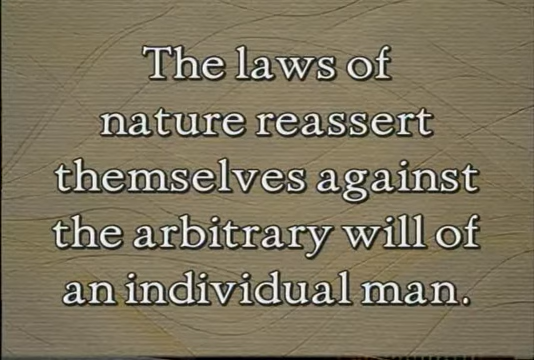 The laws of
nature reassert
themselves against
the arbitrary will of
an individual man.